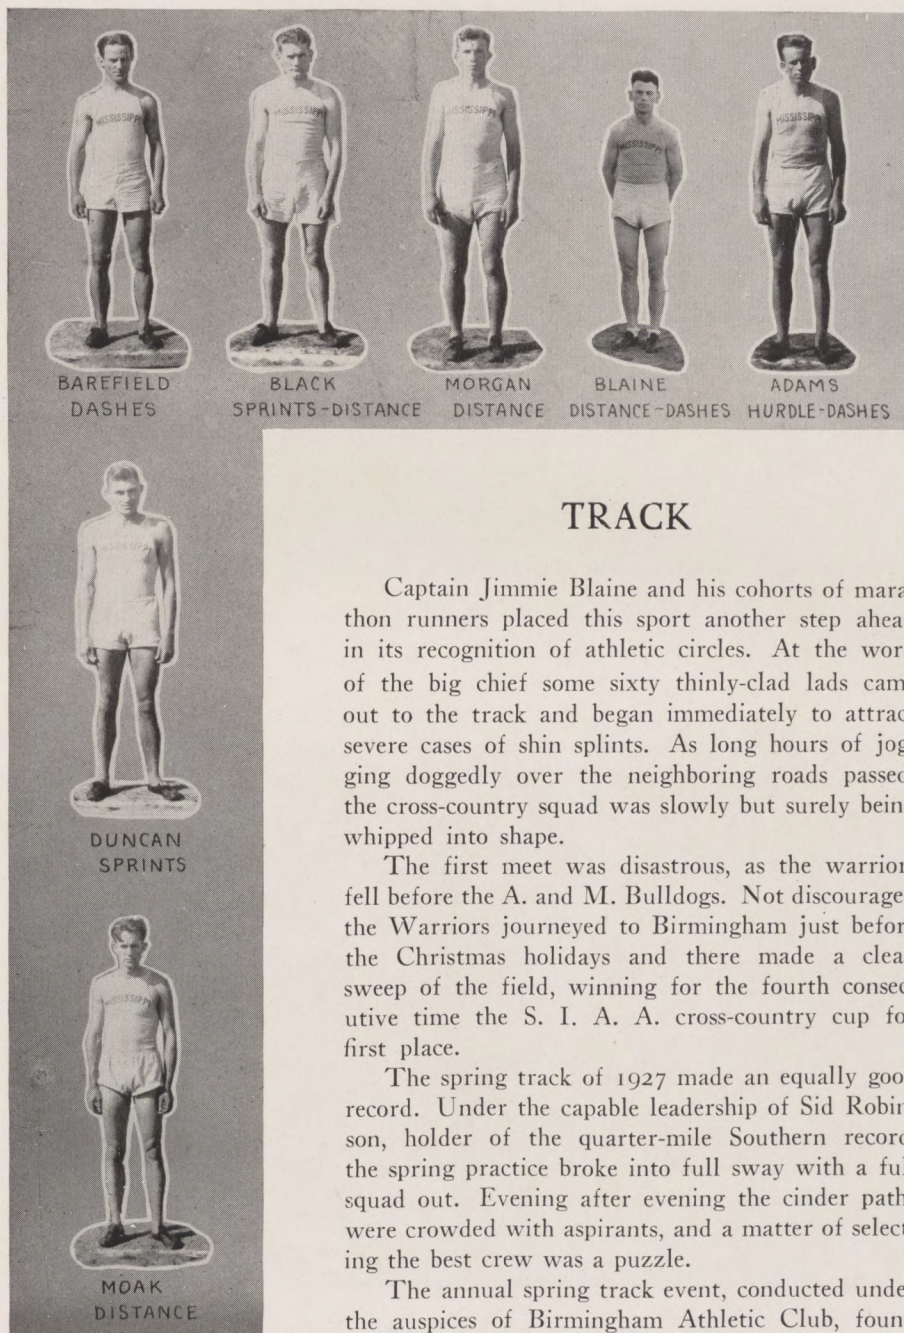 MISSISSIPPI
MISSISSIPPI
MISSISSIPPI
MISSISSIPPI
MISSISSIPPI
BAREFIELD
DASHES
BLACK
SPRINTS-DISTANCE
MORGAN
DISTANCE
BLAINE
DISTANCE-DASHES
ADAMS
HURDLE-DASHES
MISSISSIPPI
DUNCAN
SPRINTS
MISSISSIPPI
MOAK
DISTANCE
TRACK
Captain Jimmie Blaine and his cohorts of mara
thon runners placed this sport another step ahea
in its recognition of athletic circles. At the wor
of the big chief some sixty thinly-clad lads cam
out to the track and began immediately to attrac
severe cases of shin splints. As long hours of jog
ging doggedly over the neighboring roads passed
the cross-country squad was slowly but surely bein
whipped into shape.
The first meet was disastrous, as the warrior
fell before the A. and M. Bulldogs. Not discourage
the Warriors journeyed to Birmingham just befor
the Christmas holidays and there made a clea
sweep of the field, winning for the fourth consec
utive time the S. I. A. A. cross-country cup fo
first place.
The spring track of 1927 made an equally goo
record. Under the capable leadership of Sid Robin
son, holder of the quarter-mile Southern record
the spring practice broke into full sway with a ful
squad out. Evening after evening the cinder path
were crowded with aspirants, and a matter of select
ing the best crew was a puzzle.
The annual spring track event, conducted unde
the auspices of Birmingham Athletic Club, foun